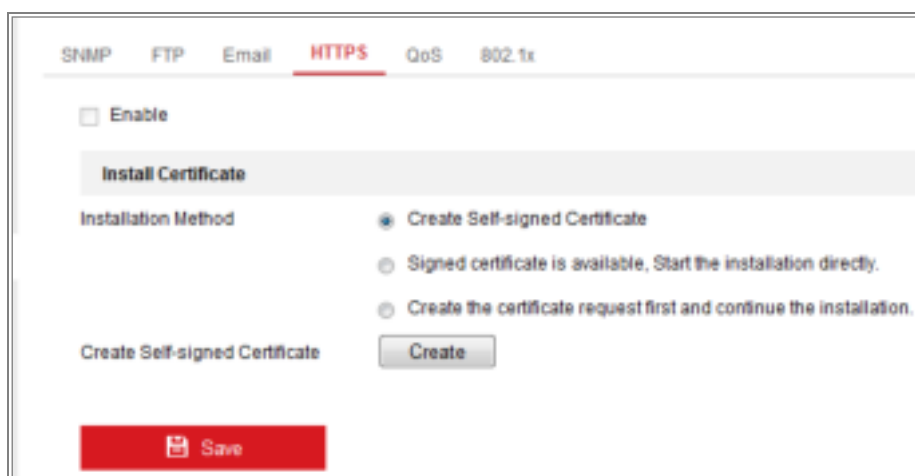 SNMP FTP Email HTTPS QoS 802.1x
Enable
Install Certificate
Installation Method Create Self-signed Certificate
Signed certificate is available, Start the installation directly.
Create the certificate request first and continue the installation.
Create Self-signed Certificate Create
Save